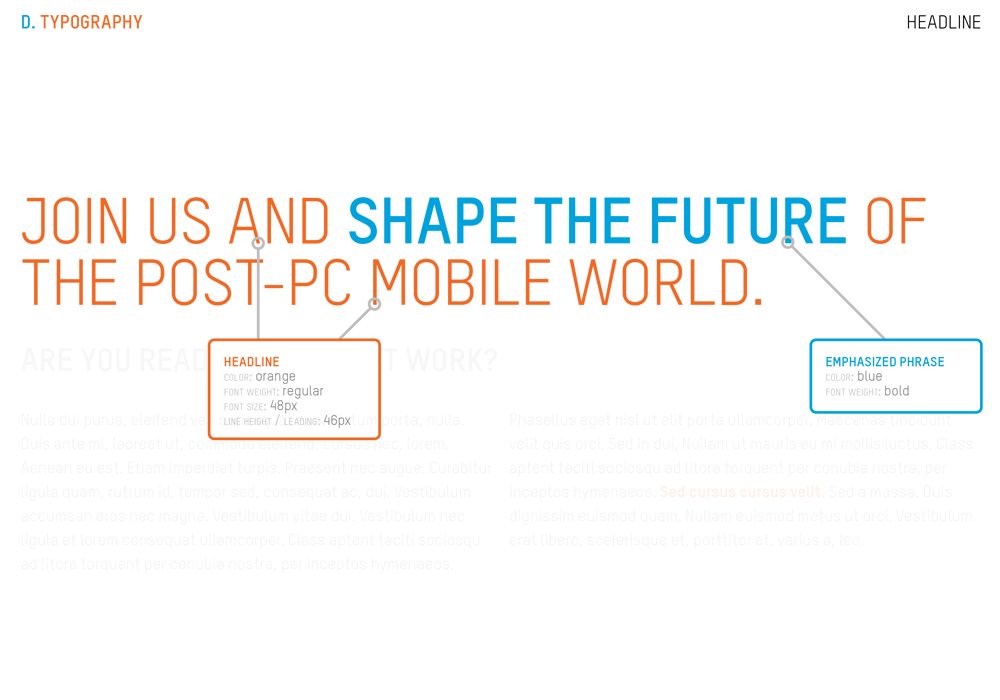 D. TYPOGRAPHY
HEADLINE
JOIN US AND SHAPE THE FUTURE OF
THE POST-PC MOBILE WORLD.
ARE YOU READ T WORK?
HEADLINE
COLOR: orange
FONT WEIGHT: regular
FONT SIZE: 48px
LINE HEIGHT / LEADING: 46px
EMPHASIZED PHRASE
COLOR: blue
FONT WEIGHT: bold
Nulla dui purus, eleifend vel, porta, nulla.
Duis ante mi, laoreet ut, commodo eleifend, cursus nec, lorem.
Aenean eu est. Etiam imperdiet turpis. Praesent nec augue. Curabitur
ligula quam, rutrum id, tempor sed, consequat ac, dui. Vestibulum
accumsan eros nec magna. Vestibulum vitae dui. Vestibulum nec
ligula et lorem consequat ullamcorper. Class aptent taciti sociosqu
ad litora torquent per conubia nostra, per inceptos hymenaeos.
Phasellus eget nisl ut elit porta ullamcorper. Maecenas tincidunt
velit quis orci. Sed in dui. Nullam ut mauris eu mi mollis luctus. Class
aptent taciti sociosqu ad litora torquent per conubia nostra, per
inceptos hymenaeos. Sed cursus cursus velit. Sed a massa. Duis
dignissim euismod quam. Nullam euismod metus ut orci. Vestibulum
erat libero, scelerisque et, porttitor et, varius a, leo.